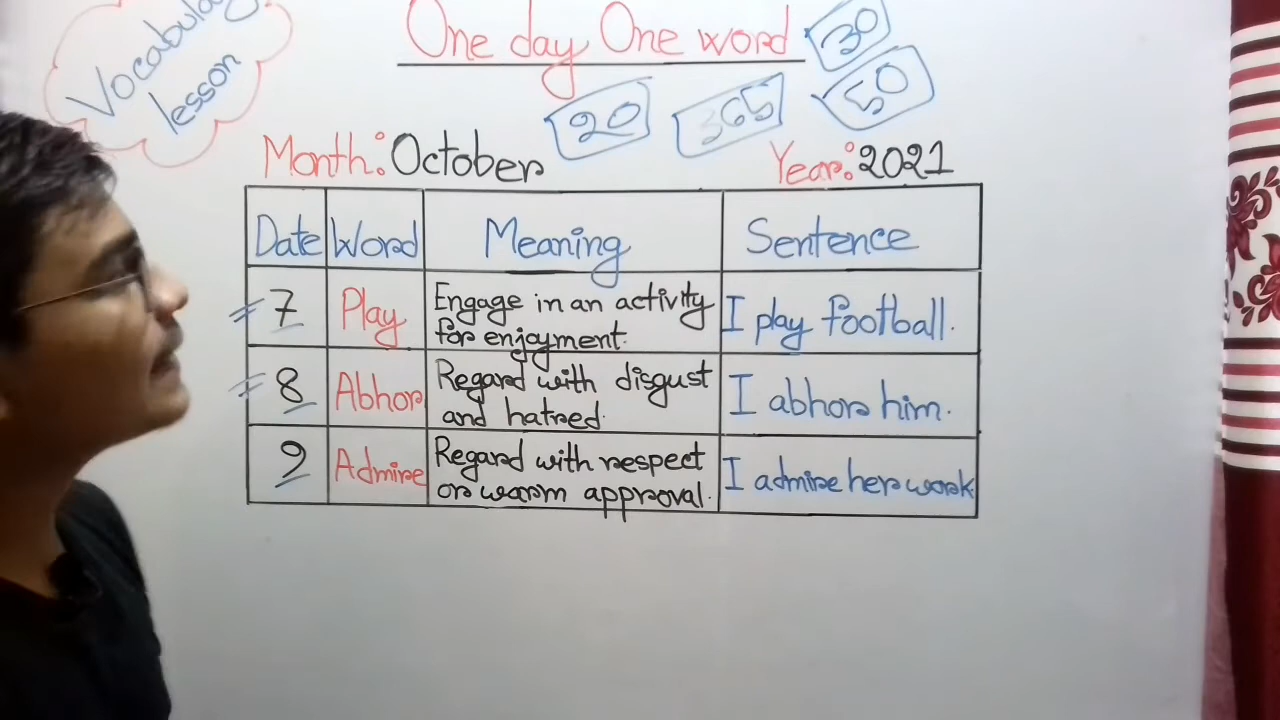 Vocabulary
lesson
One day One word
30
50
20
365
Month: October
Year: 2021
Date Word Meaning Sentence
7 Play Engage in an activity
for enjoyment.
I play football.
8 Abhor Regard with disgust
and hatred.
I abhor him.
9 Admire Regard with respect
or warm approval.
I admire her work